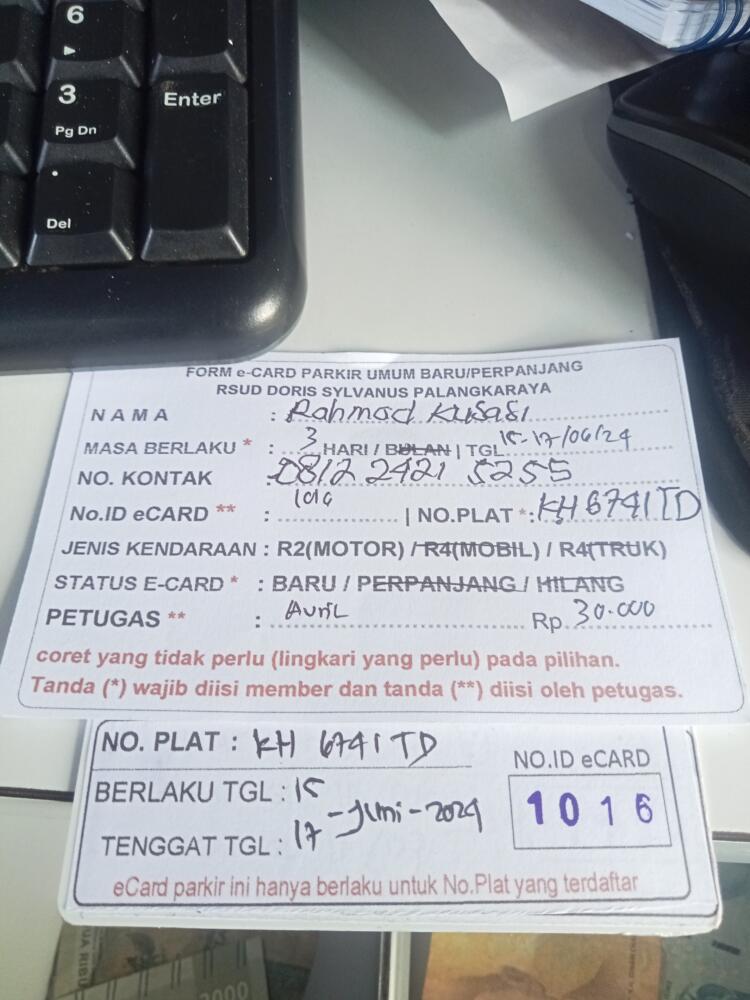 6
3
Pg Dn
Enter
.
Del
FORM e-CARD PARKIR UMUM BARU/PERPANJANG
RSUD DORIS SYLVANUS PALANGKARAYA
NAMA : Rahmad Kusasi
MASA BERLAKU * : 3 HARI / BULAN | TGL 15-17/06/24
NO. KONTAK : 0812 2421 5255
No.ID eCARD ** : 1016 | NO.PLAT * : KH 6741 TD
JENIS KENDARAAN : R2(MOTOR) / R4(MOBIL) / R4(TRUK)
STATUS E-CARD * : BARU / PERPANJANG / HILANG
PETUGAS ** : Avril Rp. 30.000
coret yang tidak perlu (lingkari yang perlu) pada pilihan.
Tanda (*) wajib diisi member dan tanda (**) diisi oleh petugas.
NO. PLAT : KH 6741 TD
NO.ID eCARD
BERLAKU TGL : 15
1016
- Juni - 2024
TENGGAT TGL : 17
eCard parkir ini hanya berlaku untuk No.Plat yang terdaftar